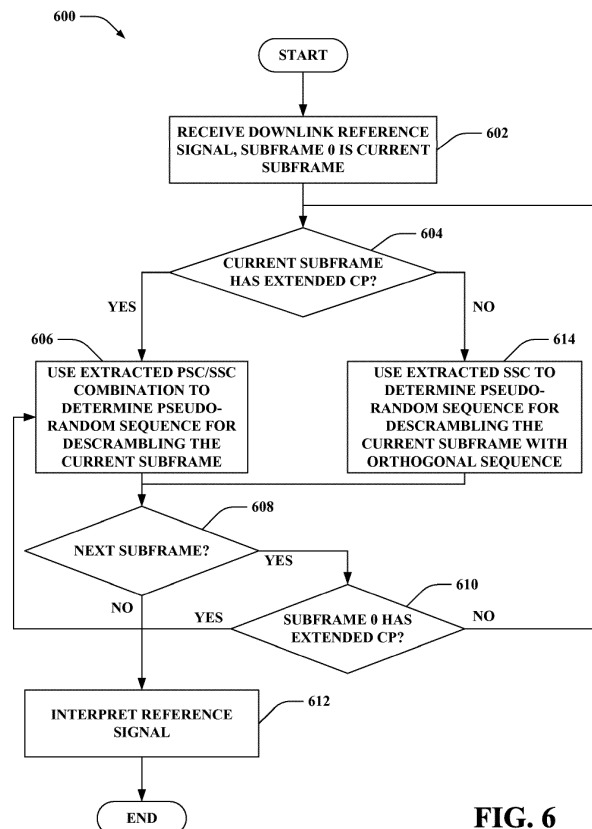 600
START
RECEIVE DOWNLINK REFERENCE
SIGNAL, SUBFRAME 0 IS CURRENT
SUBFRAME
602
604
CURRENT SUBFRAME
HAS EXTENDED CP?
YES
NO
606
614
USE EXTRACTED PSC/SSC
COMBINATION TO
DETERMINE PSEUDO-
RANDOM SEQUENCE FOR
DESCRAMBLING THE
CURRENT SUBFRAME
USE EXTRACTED SSC TO
DETERMINE PSEUDO-
RANDOM SEQUENCE FOR
DESCRAMBLING THE
CURRENT SUBFRAME WITH
ORTHOGONAL SEQUENCE
608
NEXT SUBFRAME?
YES
610
NO
YES
SUBFRAME 0 HAS
EXTENDED CP?
NO
INTERPRET REFERENCE
SIGNAL
612
END
FIG. 6